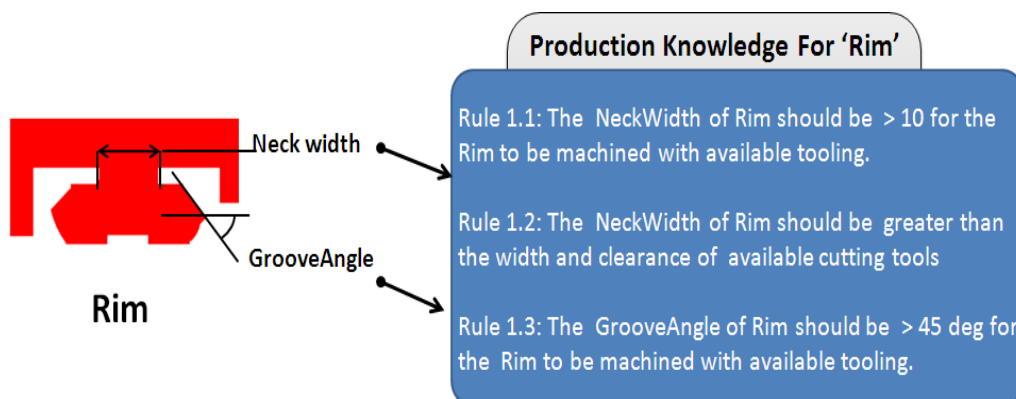 Production Knowledge For ‘Rim’
Neck width
GrooveAngle
Rim
Rule 1.1: The NeckWidth of Rim should be > 10 for the
Rim to be machined with available tooling.
Rule 1.2: The NeckWidth of Rim should be greater than
the width and clearance of available cutting tools
Rule 1.3: The GrooveAngle of Rim should be > 45 deg for
the Rim to be machined with available tooling.